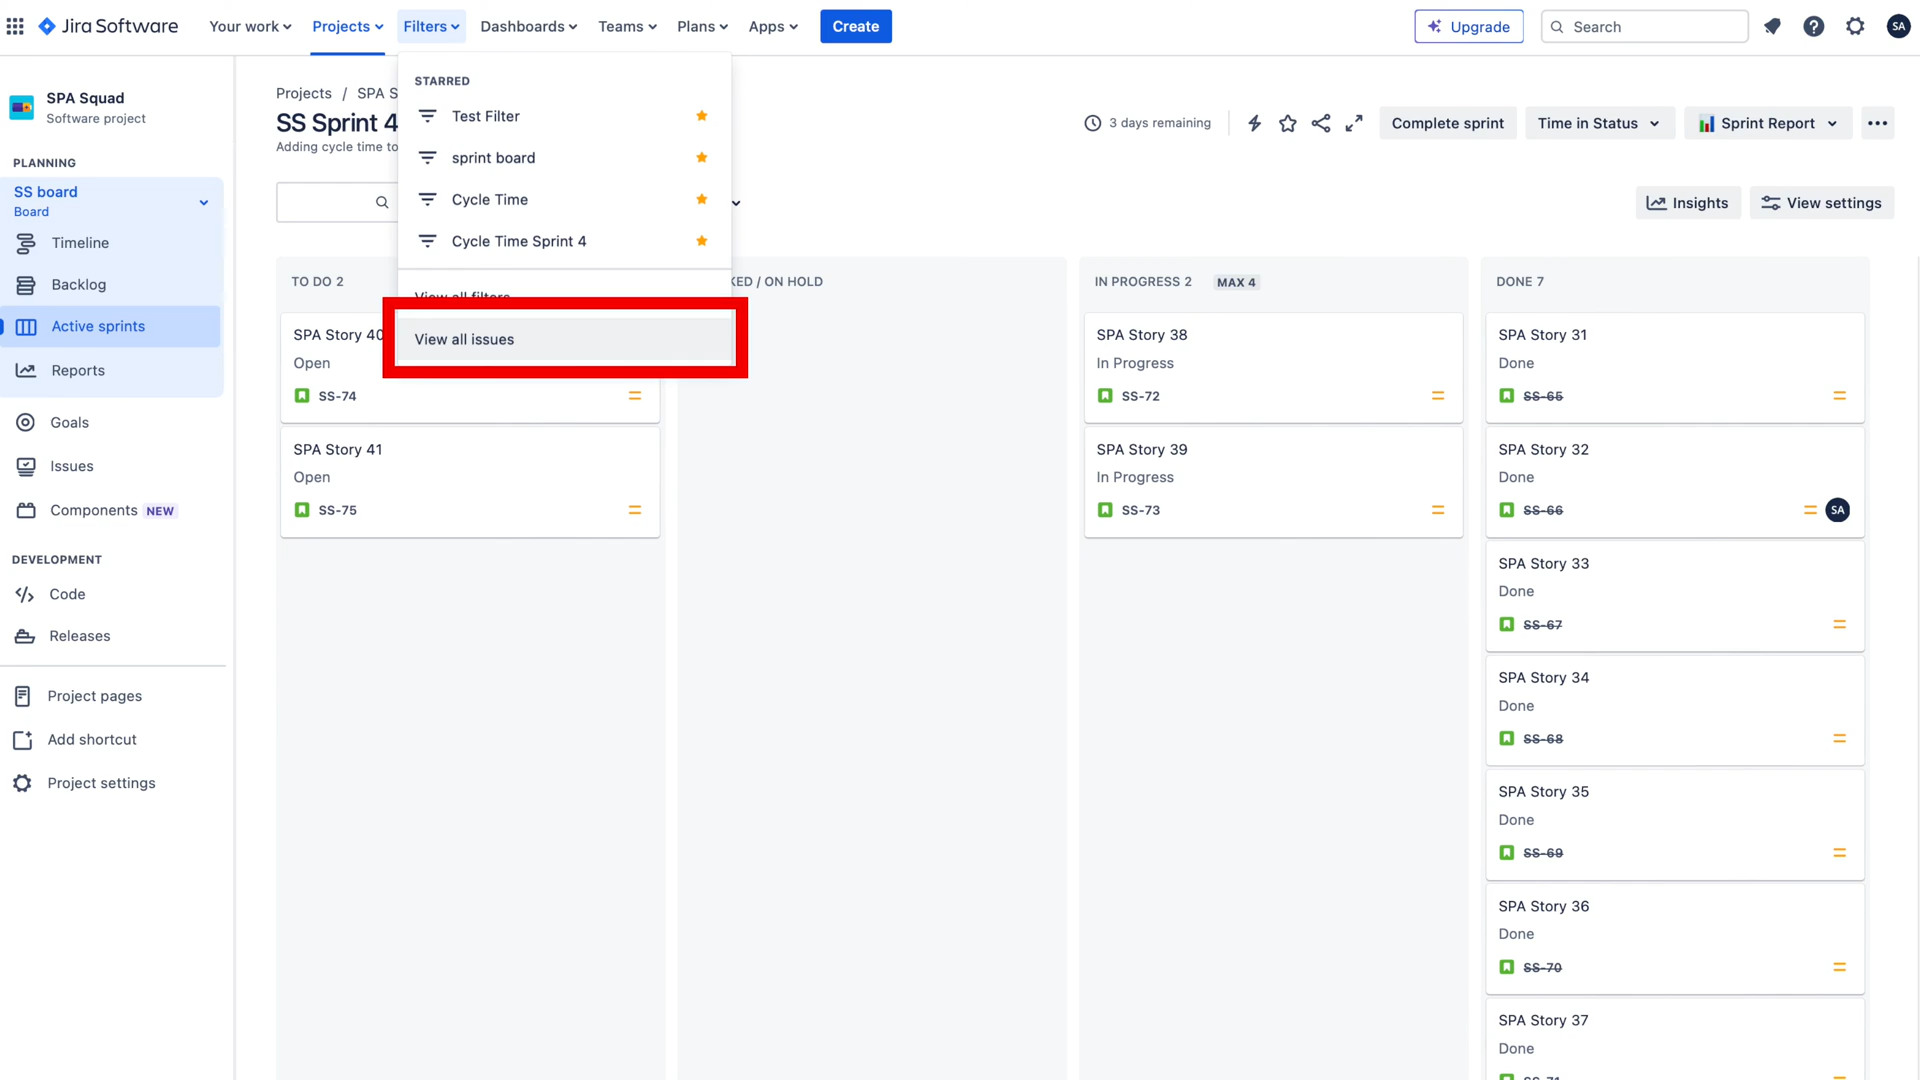 Jira Software
Your work
Projects
Filters
Dashboards
Teams
Plans
Apps
Create
Upgrade
Search
SA
SPA Squad
Software project
PLANNING
SS board
Board
Timeline
Backlog
Active sprints
Reports
Goals
Issues
Components NEW
DEVELOPMENT
Code
Releases
Project pages
Add shortcut
Project settings
Projects / SPA S
SS Sprint 4
Adding cycle time to
STARRED
Test Filter
sprint board
Cycle Time
Cycle Time Sprint 4
View all filters
View all issues
3 days remaining
Complete sprint
Time in Status
Sprint Report
Insights
View settings
TO DO 2
SPA Story 40
Open
SS-74
SPA Story 41
Open
SS-75
KED / ON HOLD
IN PROGRESS 2 MAX 4
SPA Story 38
In Progress
SS-72
SPA Story 39
In Progress
SS-73
DONE 7
SPA Story 31
Done
SS-65
SPA Story 32
Done
SS-66
SA
SPA Story 33
Done
SS-67
SPA Story 34
Done
SS-68
SPA Story 35
Done
SS-69
SPA Story 36
Done
SS-70
SPA Story 37
Done